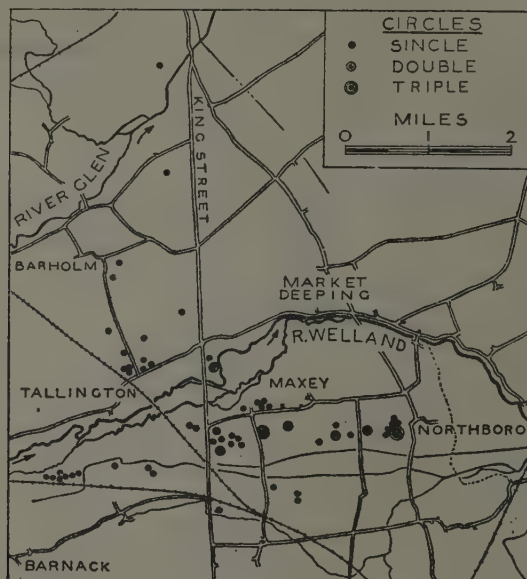 CIRCLES
SINGLE
DOUBLE
TRIPLE
MILES
0 1 2
KING STREET
RIVER GLEN
BARHOLM
MARKET
DEEPING
R. WELLAND
TALLINGTON
MAXEY
NORTHBORO
BARNACK